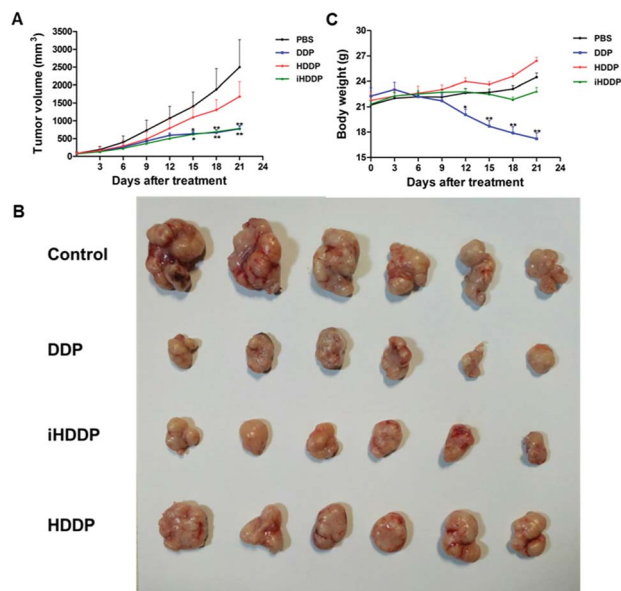 A
Tumor volume (mm³)
3500
3000
2500
2000
1500
1000
500
0
3 6 9 12 15 18 21 24
Days after treatment
PBS
DDP
HDDP
iHDDP
* ** **
* ** **
C
Body weight (g)
27
24
21
18
15
0 3 6 9 12 15 18 21 24
Days after treatment
PBS
DDP
HDDP
iHDDP
* ** ** **
B
Control
DDP
iHDDP
HDDP